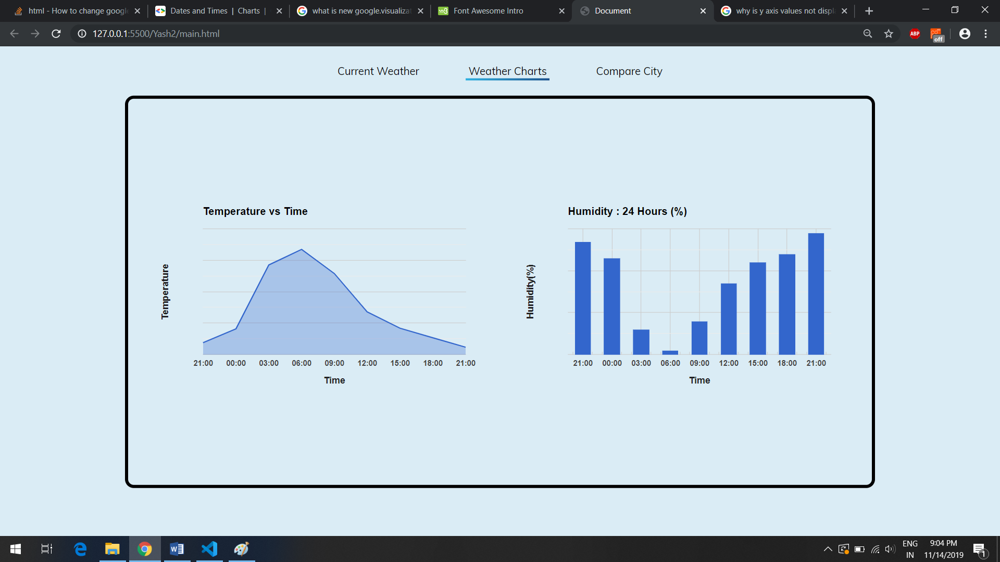 html - How to change google
Dates and Times | Charts |
what is new google.visualizat
Font Awesome Intro
Document
why is y axis values not displ
127.0.0.1:5500/Yash2/main.html
ABP
off
Current Weather
Weather Charts
Compare City
Temperature vs Time
Temperature
21:00 00:00 03:00 06:00 09:00 12:00 15:00 18:00 21:00
Time
Humidity : 24 Hours (%)
Humidity(%)
21:00 00:00 03:00 06:00 09:00 12:00 15:00 18:00 21:00
Time
ENG
IN
9:04 PM
11/14/2019
1